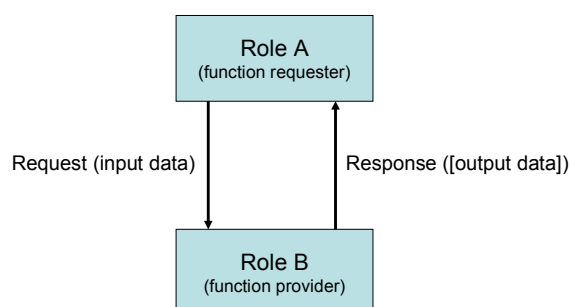 Role A
(function requester)
Request (input data)
Response ([output data])
Role B
(function provider)